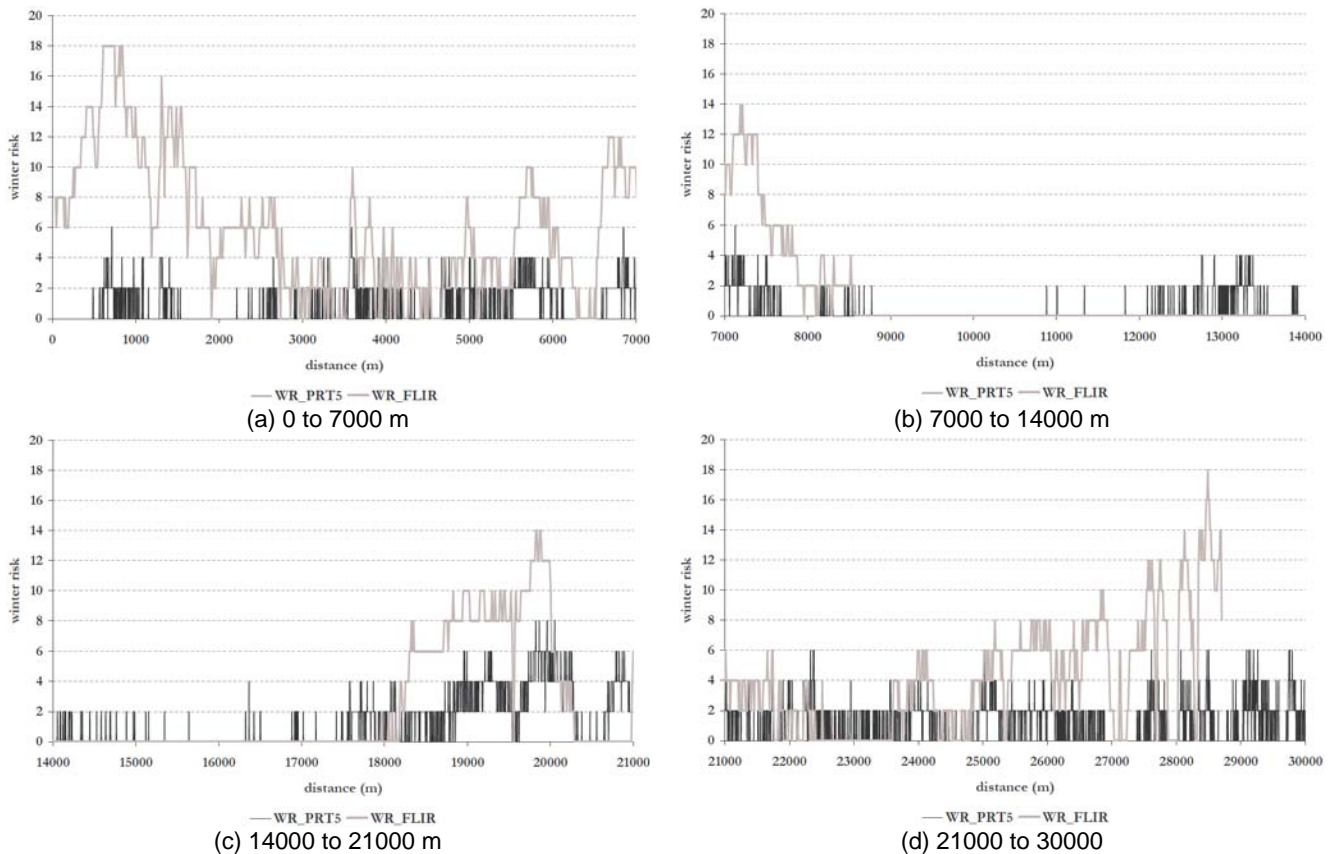 20
18
16
14
12
10
8
6
4
2
0
winter risk
0 1000 2000 3000 4000 5000 6000 7000
distance (m)
WR_PRT5 WR_FLIR
(a) 0 to 7000 m
20
18
16
14
12
10
8
6
4
2
0
winter risk
7000 8000 9000 10000 11000 12000 13000 14000
distance (m)
WR_PRT5 WR_FLIR
(b) 7000 to 14000 m
20
18
16
14
12
10
8
6
4
2
0
winter risk
14000 15000 16000 17000 18000 19000 20000 21000
distance (m)
WR_PRT5 WR_FLIR
(c) 14000 to 21000 m
20
18
16
14
12
10
8
6
4
2
0
winter risk
21000 22000 23000 24000 25000 26000 27000 28000 29000 30000
distance (m)
WR_PRT5 WR_FLIR
(d) 21000 to 30000